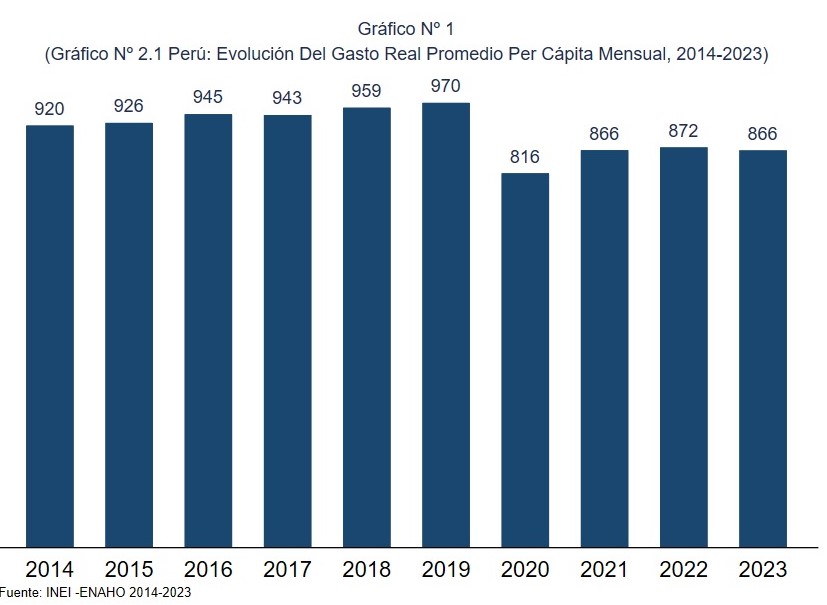 Gráfico Nº 1
(Gráfico Nº 2.1 Perú: Evolución Del Gasto Real Promedio Per Cápita Mensual, 2014-2023)
920 926 945 943 959 970 816 866 872 866
2014 2015 2016 2017 2018 2019 2020 2021 2022 2023
Fuente: INEI -ENAHO 2014-2023